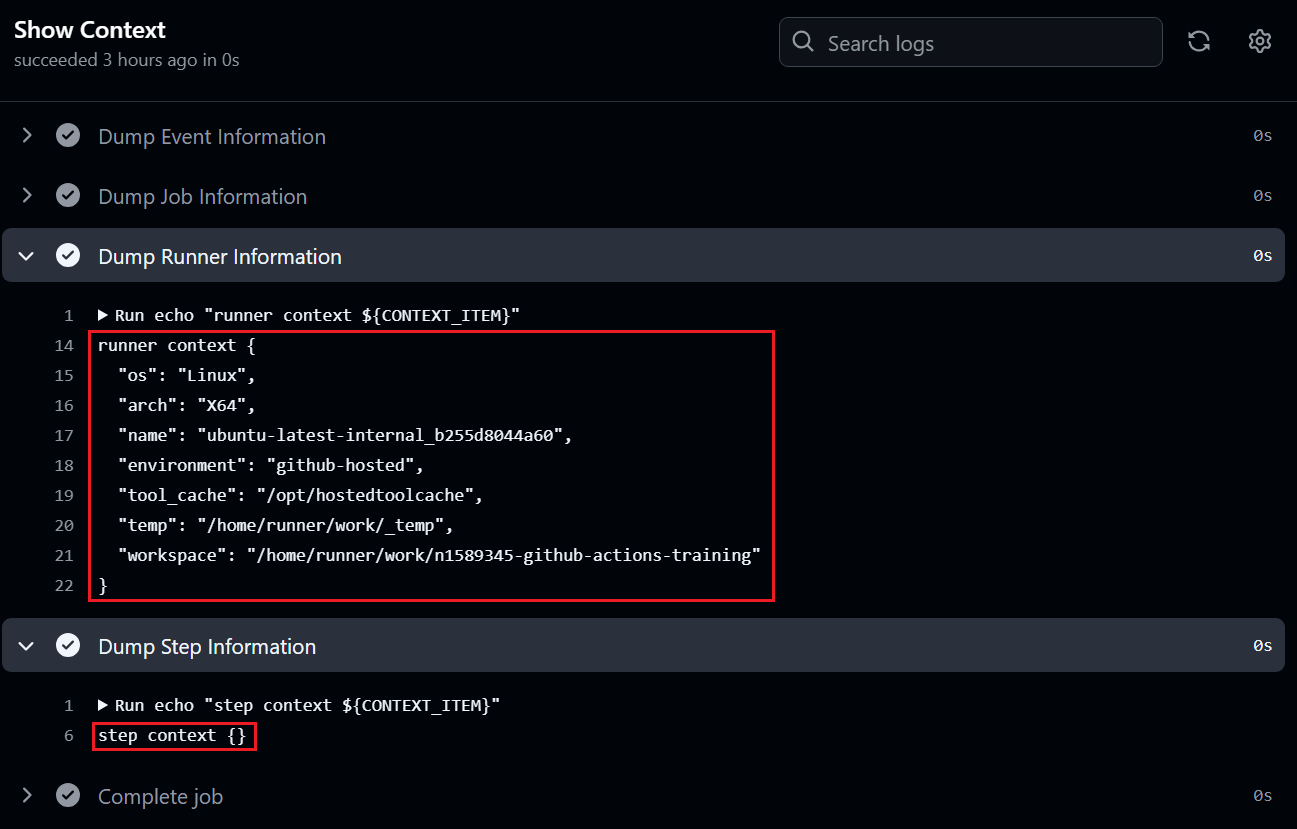 Show Context
succeeded 3 hours ago in 0s
Search logs
Dump Event Information 0s
Dump Job Information 0s
Dump Runner Information 0s
1 Run echo "runner context ${CONTEXT_ITEM}"
14 runner context {
15 "os": "Linux",
16 "arch": "X64",
17 "name": "ubuntu-latest-internal_b255d8044a60",
18 "environment": "github-hosted",
19 "tool_cache": "/opt/hostedtoolcache",
20 "temp": "/home/runner/work/_temp",
21 "workspace": "/home/runner/work/n1589345-github-actions-training"
22 }
Dump Step Information 0s
1 Run echo "step context ${CONTEXT_ITEM}"
6 step context {}
Complete job 0s